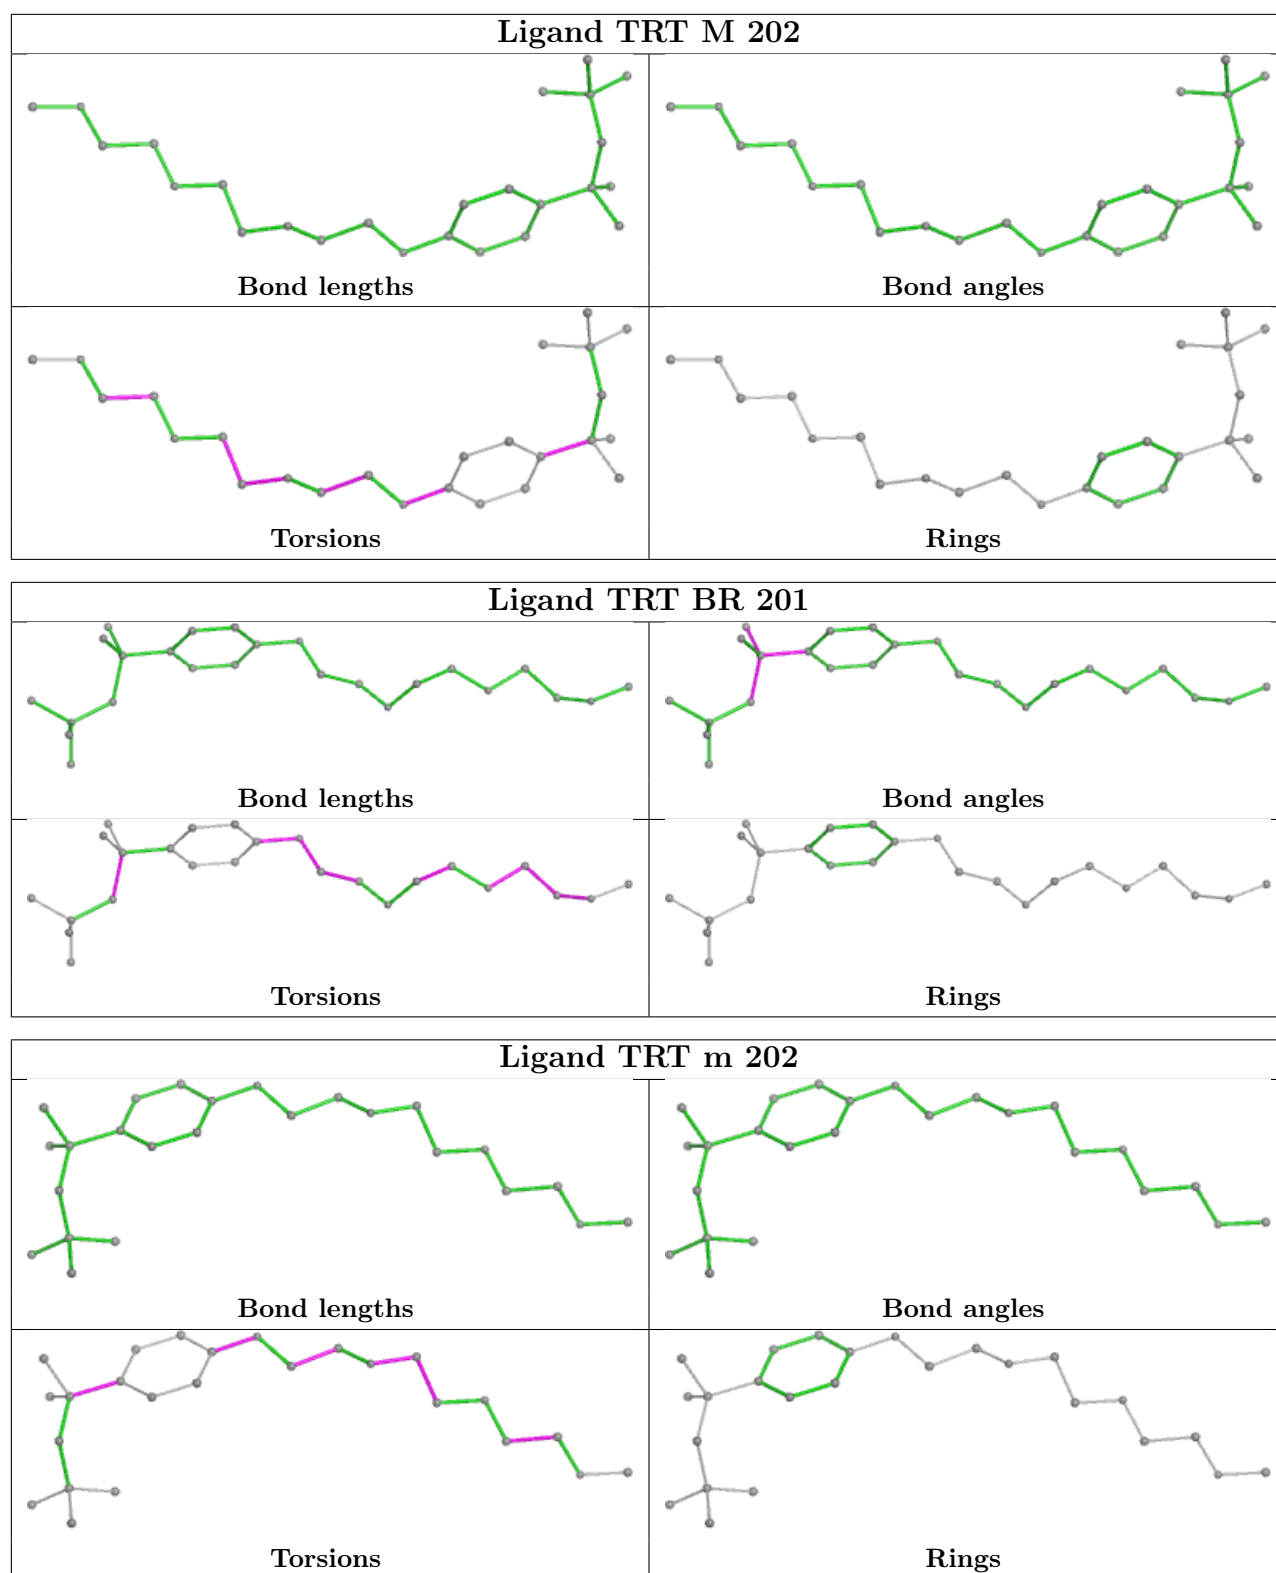 Ligand TRT M 202
Bond lengths
Bond angles
Torsions
Rings
Ligand TRT BR 201
Bond lengths
Bond angles
Torsions
Rings
Ligand TRT m 202
Bond lengths
Bond angles
Torsions
Rings